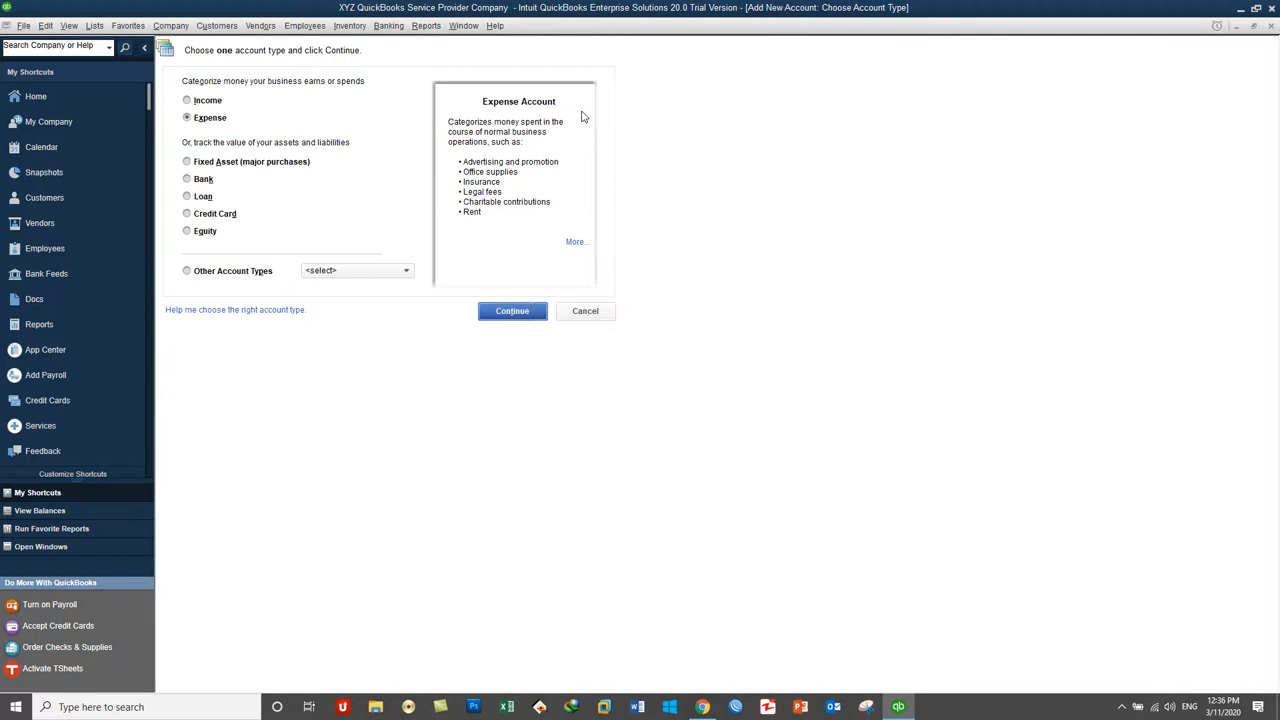 XYZ QuickBooks Service Provider Company - Intuit QuickBooks Enterprise Solutions 20.0 Trial Version - [Add New Account: Choose Account Type]
File Edit View Lists Favorites Company Customers Vendors Employees Inventory Banking Reports Window Help
Search Company or Help
My Shortcuts
Home
My Company
Calendar
Snapshots
Customers
Vendors
Employees
Bank Feeds
Docs
Reports
App Center
Add Payroll
Credit Cards
Services
Feedback
Customize Shortcuts
My Shortcuts
View Balances
Run Favorite Reports
Open Windows
Do More With QuickBooks
Turn on Payroll
Accept Credit Cards
Order Checks & Supplies
Activate TSheets
Choose one account type and click Continue.
Categorize money your business earns or spends
Income
Expense
Or, track the value of your assets and liabilities
Fixed Asset (major purchases)
Bank
Loan
Credit Card
Equity
Other Account Types <select>
Expense Account
Categorizes money spent in the
course of normal business
operations, such as:
• Advertising and promotion
• Office supplies
• Insurance
• Legal fees
• Charitable contributions
• Rent
More...
Help me choose the right account type.
Continue Cancel
Type here to search
ENG
12:36 PM
3/11/2020